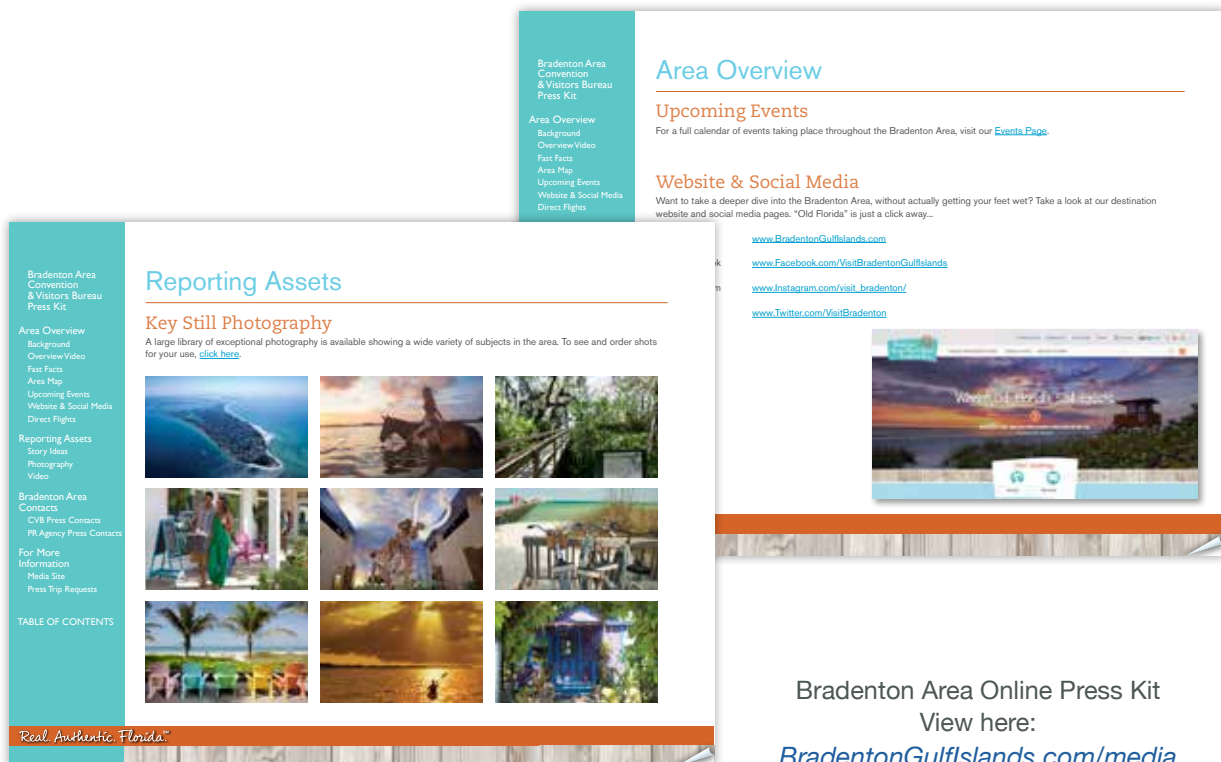 Bradenton Area
Convention
& Visitors Bureau
Press Kit
Area Overview
Background
Overview Video
Fast Facts
Area Map
Upcoming Events
Website & Social Media
Direct Flights
Area Overview
Upcoming Events
For a full calendar of events taking place throughout the Bradenton Area, visit our Events Page.
Website & Social Media
Want to take a deeper dive into the Bradenton Area, without actually getting your feet wet? Take a look at our destination
website and social media pages. “Old Florida” is just a click away...
www.BradentonGulfIslands.com
www.Facebook.com/VisitBradentonGulfIslands
www.Instagram.com/visit_bradenton/
www.Twitter.com/VisitBradenton
Bradenton Area
Convention
& Visitors Bureau
Press Kit
Area Overview
Background
Overview Video
Fast Facts
Area Map
Upcoming Events
Website & Social Media
Direct Flights
Reporting Assets
Story Ideas
Photography
Video
Bradenton Area
Contacts
CVB Press Contacts
PR Agency Press Contacts
For More
Information
Media Site
Press Trip Requests
TABLE OF CONTENTS
Reporting Assets
Key Still Photography
A large library of exceptional photography is available showing a wide variety of subjects in the area. To see and order shots
for your use, click here.
Real. Authentic. Florida.℠
Bradenton Area Online Press Kit
View here:
BradentonGulfIslands.com/media